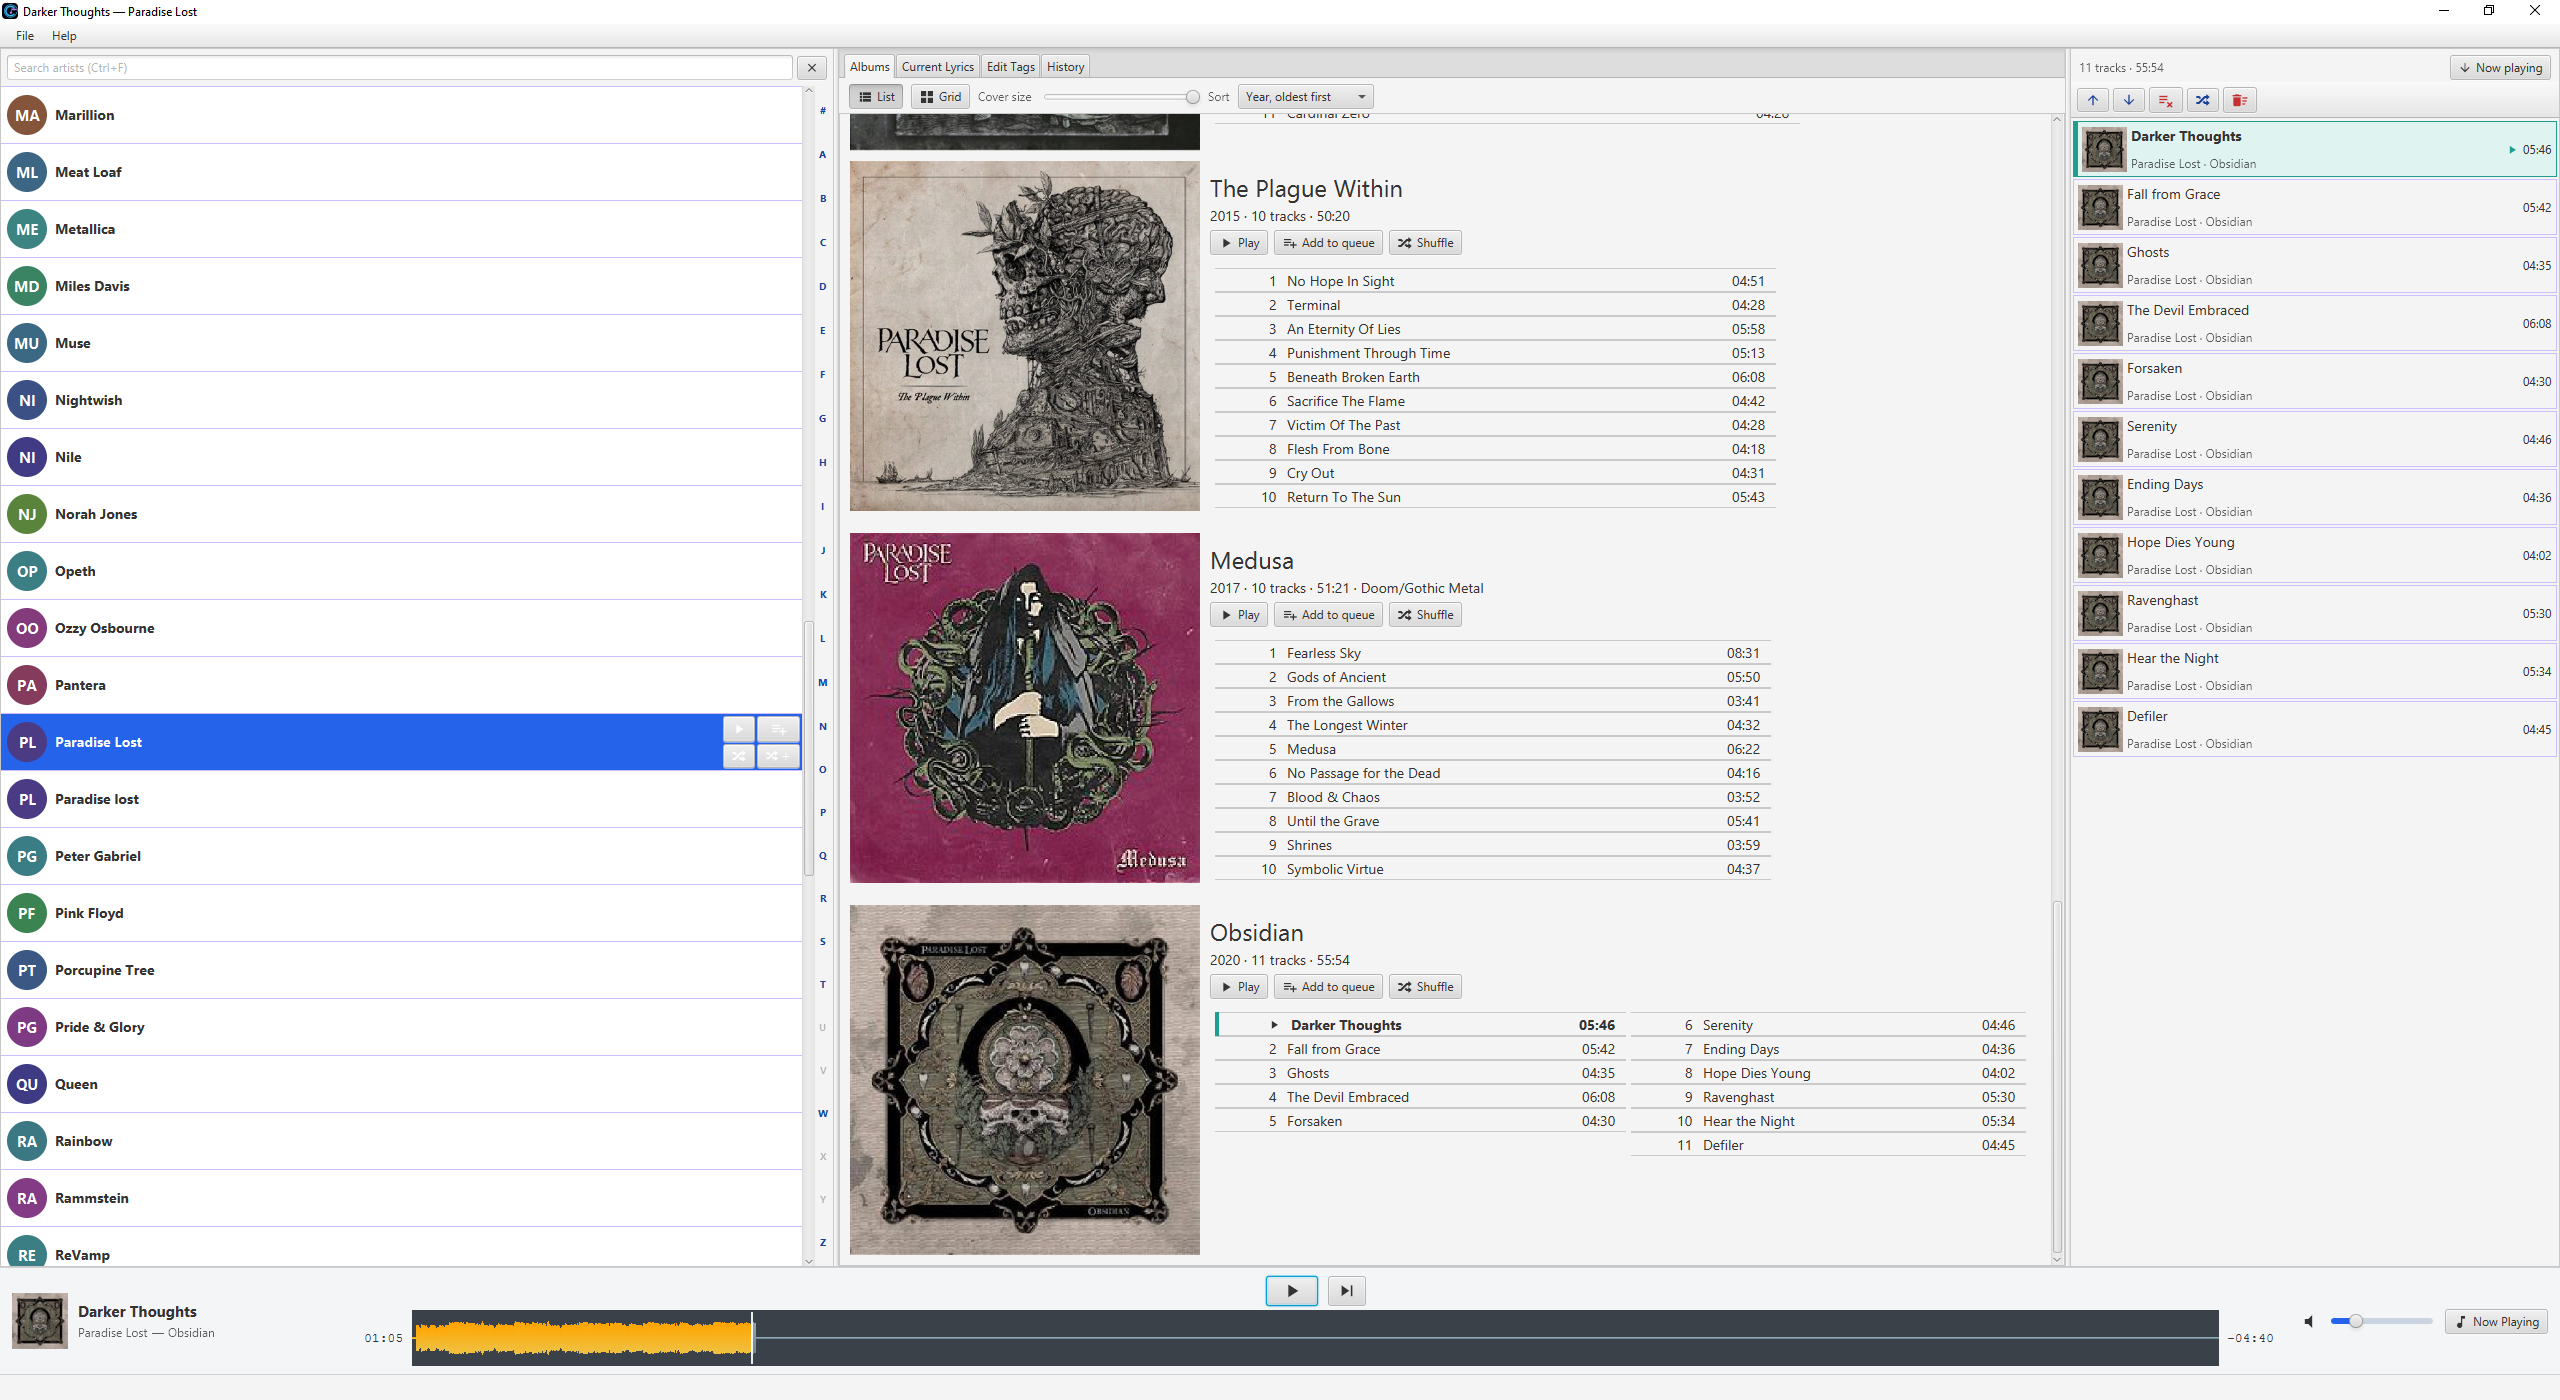 Darker Thoughts — Paradise Lost
File Help
Search artists (Ctrl+F)
MA Marillion
ML Meat Loaf
ME Metallica
MD Miles Davis
MU Muse
NI Nightwish
NI Nile
NJ Norah Jones
OP Opeth
OO Ozzy Osbourne
PA Pantera
PL Paradise Lost
PL Paradise lost
PG Peter Gabriel
PF Pink Floyd
PT Porcupine Tree
PG Pride & Glory
QU Queen
RA Rainbow
RA Rammstein
RE ReVamp
#
A
B
C
D
E
F
G
H
I
J
K
L
M
N
O
P
Q
R
S
T
U
V
W
X
Y
Z
Albums Current Lyrics Edit Tags History
List Grid Cover size Sort Year, oldest first
11 Cardinal Zero 04:26
PARADISE
LOST
The Plague Within
The Plague Within
2015 · 10 tracks · 50:20
Play Add to queue Shuffle
1 No Hope In Sight 04:51
2 Terminal 04:28
3 An Eternity Of Lies 05:58
4 Punishment Through Time 05:13
5 Beneath Broken Earth 06:08
6 Sacrifice The Flame 04:42
7 Victim Of The Past 04:28
8 Flesh From Bone 04:18
9 Cry Out 04:31
10 Return To The Sun 05:43
PARADISE
LOST
Medusa
Medusa
2017 · 10 tracks · 51:21 · Doom/Gothic Metal
Play Add to queue Shuffle
1 Fearless Sky 08:31
2 Gods of Ancient 05:50
3 From the Gallows 03:41
4 The Longest Winter 04:32
5 Medusa 06:22
6 No Passage for the Dead 04:16
7 Blood & Chaos 03:52
8 Until the Grave 05:41
9 Shrines 03:59
10 Symbolic Virtue 04:37
PARADISE LOST
OBSIDIAN
Obsidian
2020 · 11 tracks · 55:54
Play Add to queue Shuffle
Darker Thoughts 05:46
2 Fall from Grace 05:42
3 Ghosts 04:35
4 The Devil Embraced 06:08
5 Forsaken 04:30
6 Serenity 04:46
7 Ending Days 04:36
8 Hope Dies Young 04:02
9 Ravenghast 05:30
10 Hear the Night 05:34
11 Defiler 04:45
11 tracks · 55:54 Now playing
Darker Thoughts
Paradise Lost · Obsidian 05:46
Fall from Grace
Paradise Lost · Obsidian 05:42
Ghosts
Paradise Lost · Obsidian 04:35
The Devil Embraced
Paradise Lost · Obsidian 06:08
Forsaken
Paradise Lost · Obsidian 04:30
Serenity
Paradise Lost · Obsidian 04:46
Ending Days
Paradise Lost · Obsidian 04:36
Hope Dies Young
Paradise Lost · Obsidian 04:02
Ravenghast
Paradise Lost · Obsidian 05:30
Hear the Night
Paradise Lost · Obsidian 05:34
Defiler
Paradise Lost · Obsidian 04:45
Darker Thoughts
Paradise Lost — Obsidian
01:05
-04:40
Now Playing